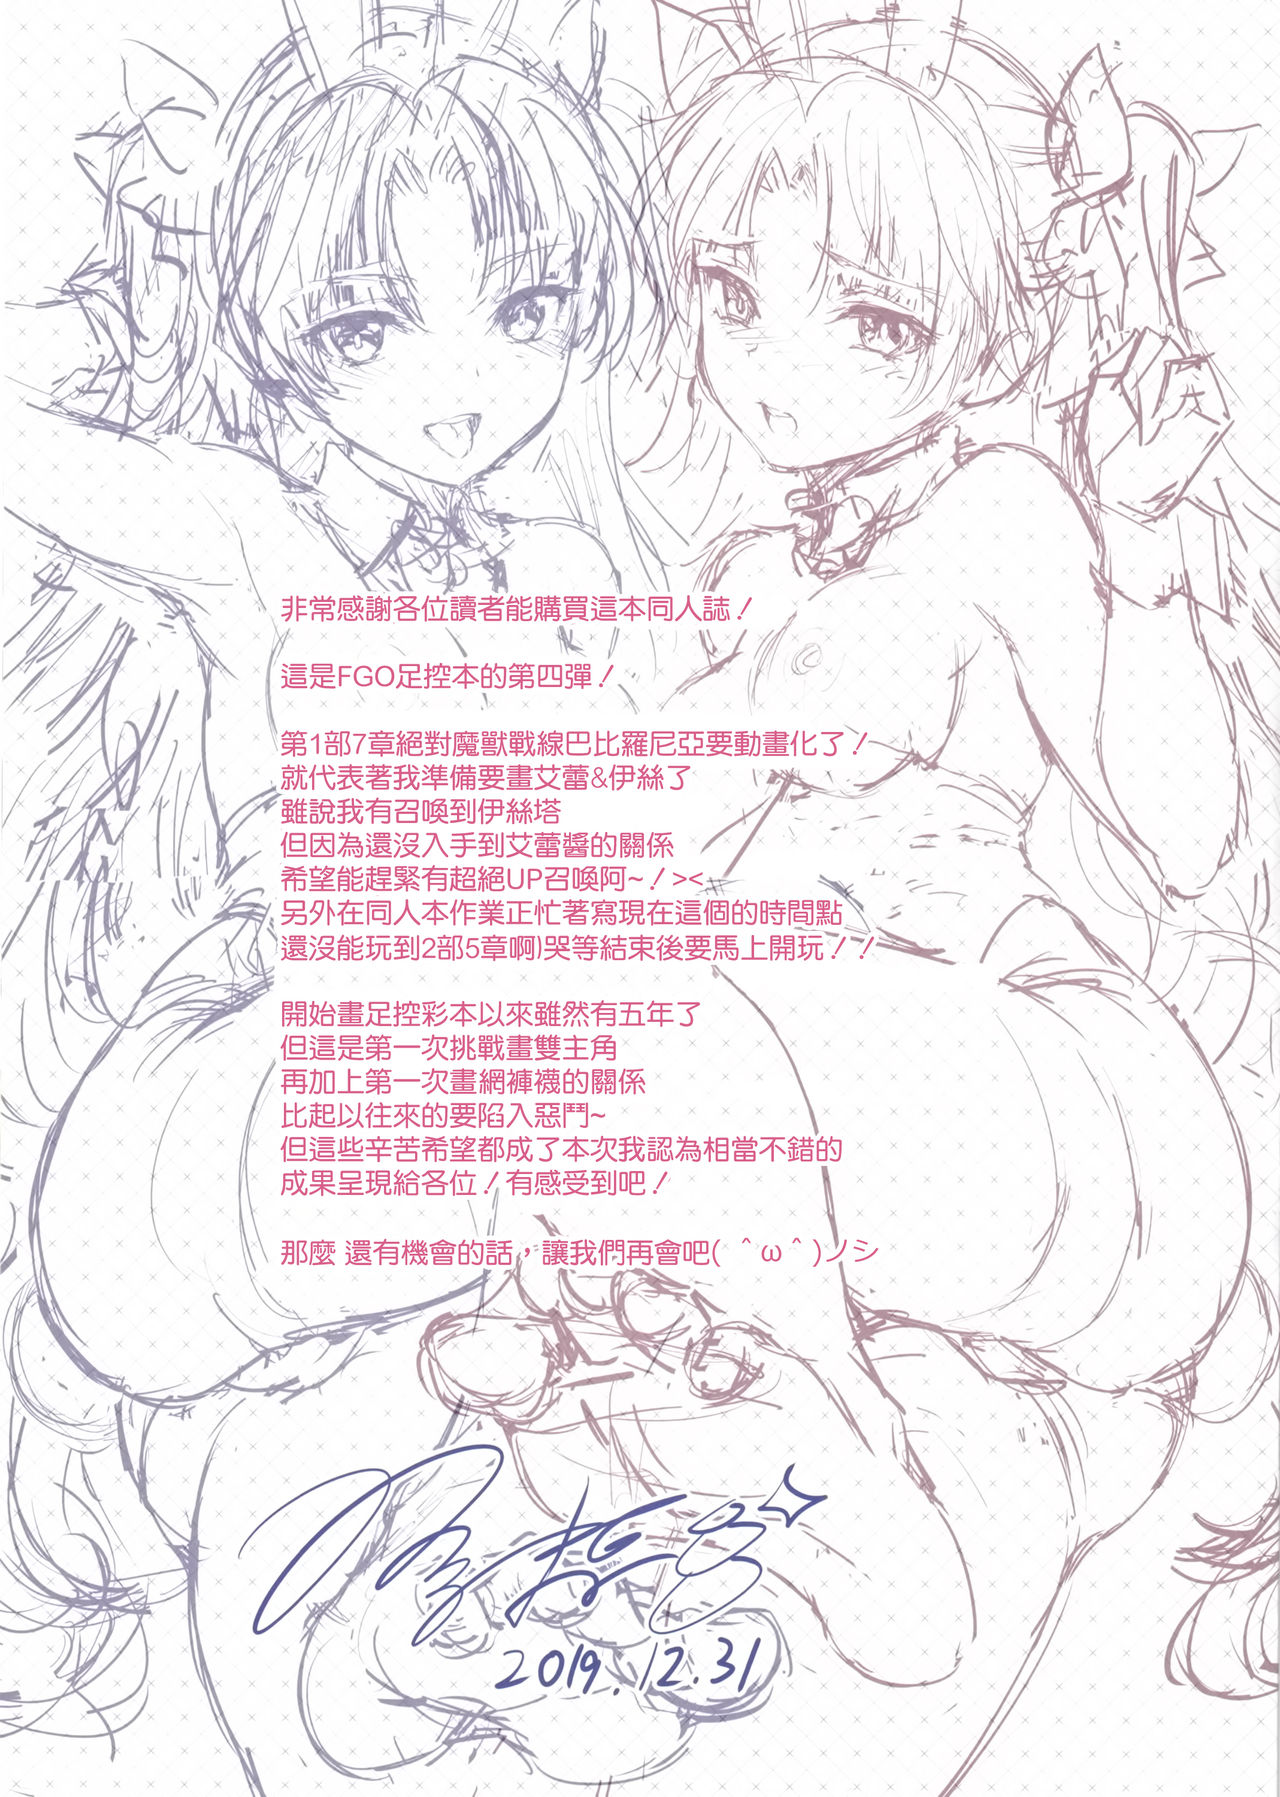 非常感謝各位讀者能購買這本同人誌！
這是FGO足控本的第四彈！
第1部7章絕對魔獸戰線巴比羅尼亞要動畫化了！
就代表著我準備要畫艾蕾&伊絲了
雖說我有召喚到伊絲塔
但因為還沒入手到艾蕾醬的關係
希望能趕緊有超絕UP召喚阿~！><
另外在同人本作業正忙著寫現在這個的時間點
還沒能玩到2部5章啊)哭等結束後要馬上開玩！！
開始畫足控彩本以來雖然有五年了
但這是第一次挑戰畫雙主角
再加上第一次畫網褲襪的關係
比起以往來的要陷入惡鬥~
但這些辛苦希望都成了本次我認為相當不錯的
成果呈現給各位！有感受到吧！
那麼 還有機會的話，讓我們再會吧( ＾ω＾)ノシ
2019.12.31